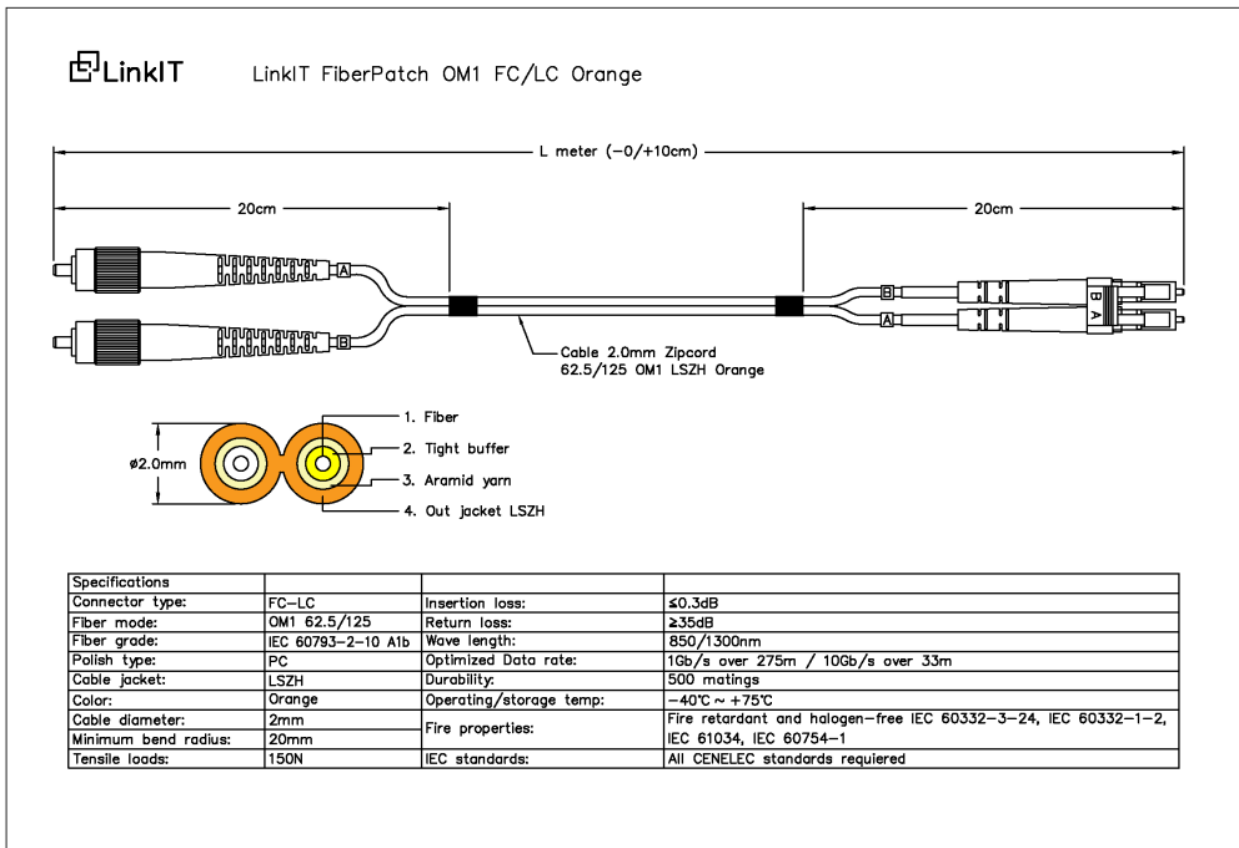 LinkIT
LinkIT FiberPatch OM1 FC/LC Orange
L meter (-0/+10cm)
20cm
20cm
A
B
B
A
B
A
Cable 2.0mm Zipcord
62.5/125 OM1 LSZH Orange
ø2.0mm
1. Fiber
2. Tight buffer
3. Aramid yarn
4. Out jacket LSZH
Specifications
Connector type: FC-LC Insertion loss: ≤0.3dB
Fiber mode: OM1 62.5/125 Return loss: ≥35dB
Fiber grade: IEC 60793-2-10 A1b Wave length: 850/1300nm
Polish type: PC Optimized Data rate: 1Gb/s over 275m / 10Gb/s over 33m
Cable jacket: LSZH Durability: 500 matings
Color: Orange Operating/storage temp: -40℃ ~ +75℃
Cable diameter: 2mm Fire properties: Fire retardant and halogen-free IEC 60332-3-24, IEC 60332-1-2,
Minimum bend radius: 20mm IEC 61034, IEC 60754-1
Tensile loads: 150N IEC standards: All CENELEC standards requiered